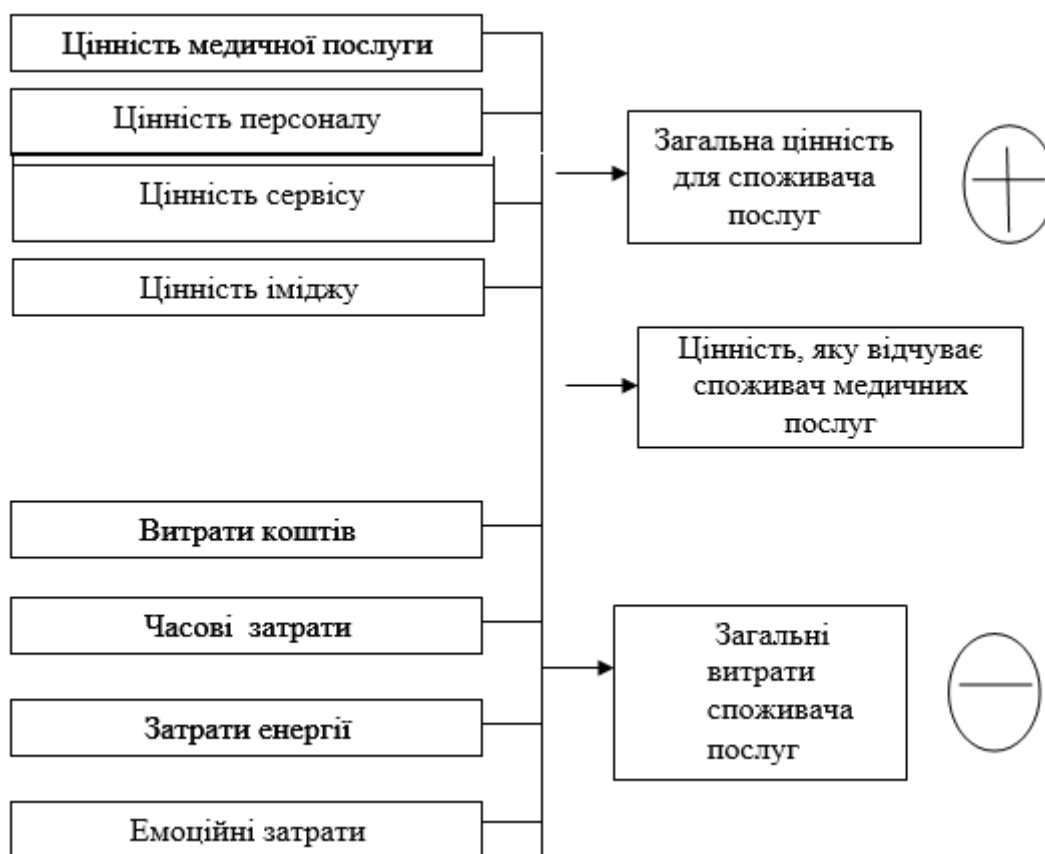 Цінність медичної послуги
Цінність персоналу
Цінність сервісу
Цінність іміджу
Загальна цінність
для споживача
послуг
Цінність, яку відчуває
споживач медичних
послуг
Витрати коштів
Часові затрати
Затрати енергії
Емоційні затрати
Загальні
витрати
споживача
послуг